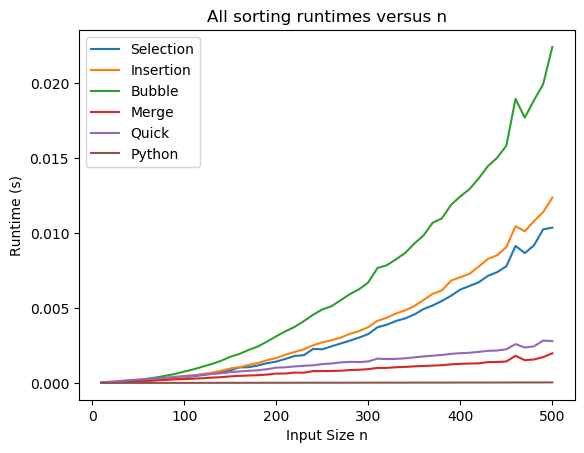 All sorting runtimes versus n
Selection
Insertion
Bubble
Merge
Quick
Python
Runtime (s)
0.020
0.015
0.010
0.005
0.000
0 100 200 300 400 500
Input Size n